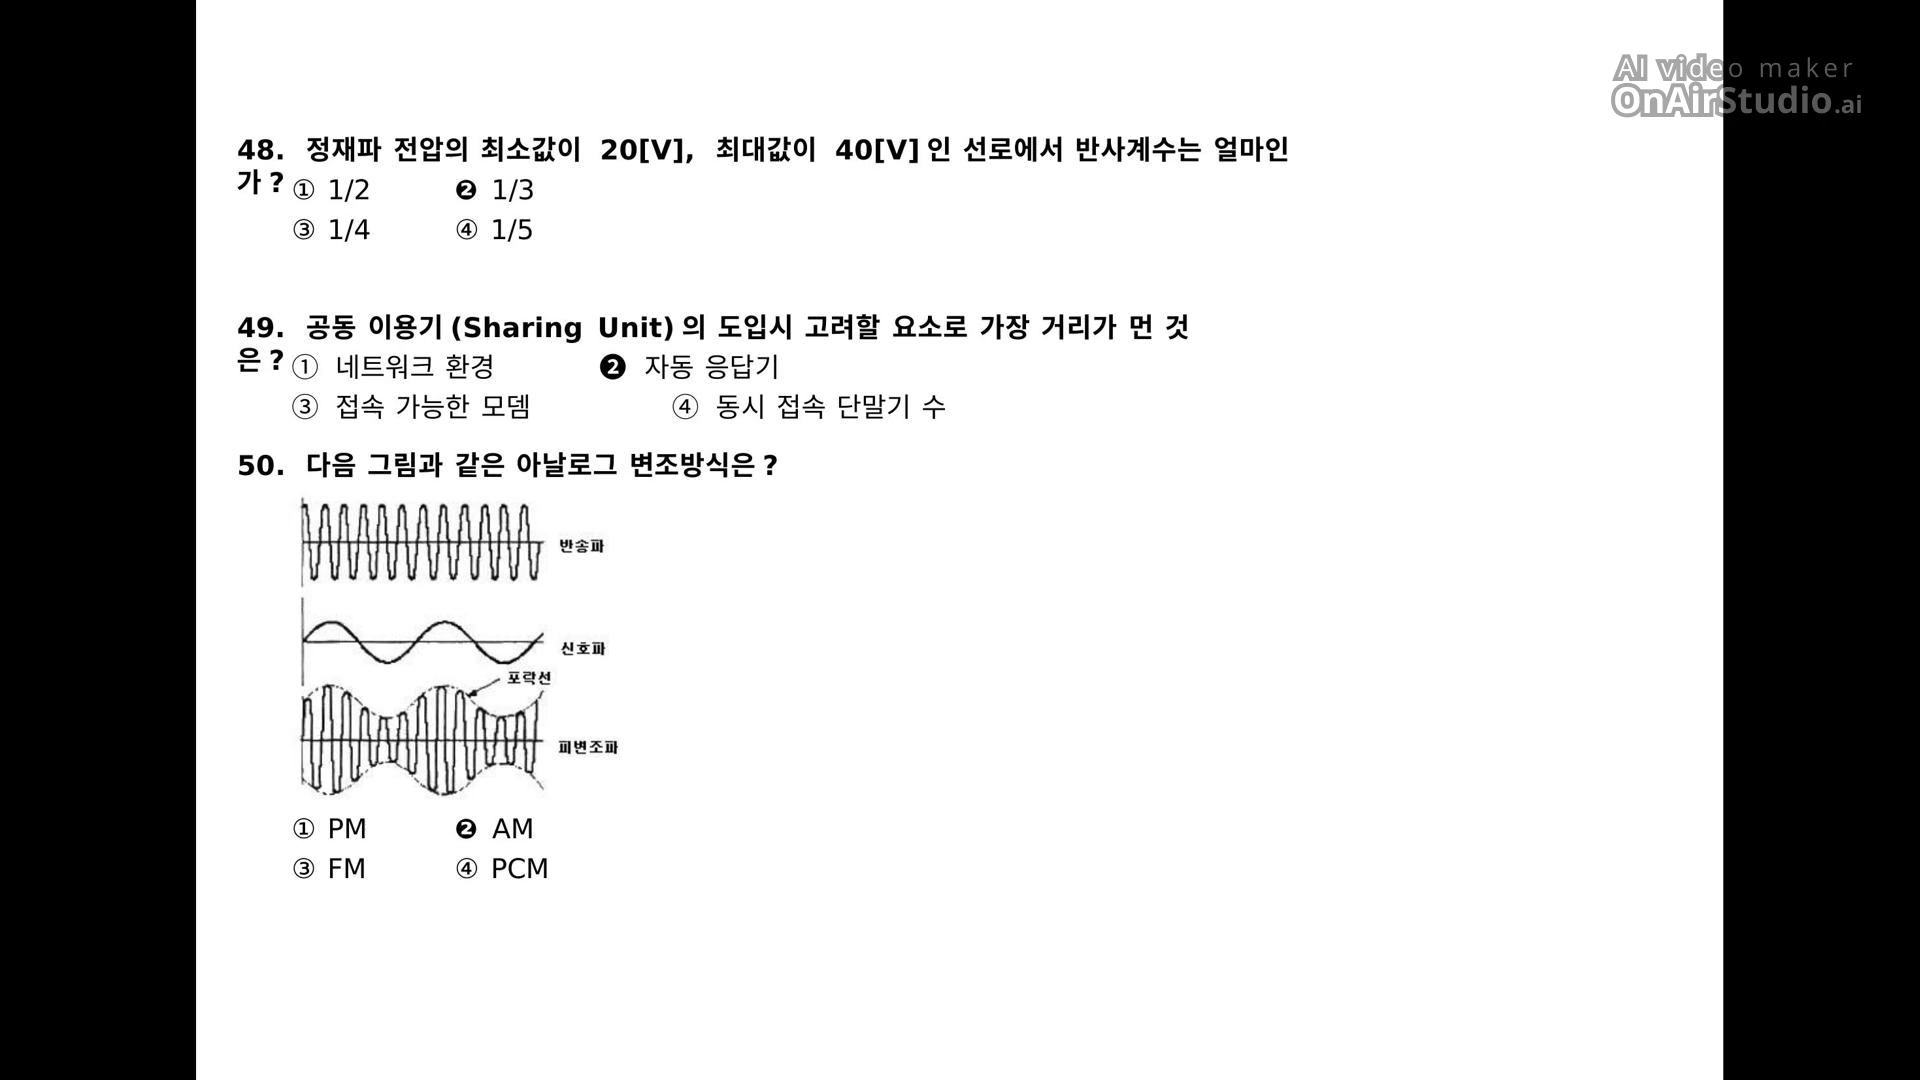 AI video maker
OnAirStudio.ai
48. 정재파 전압의 최소값이 20[V], 최대값이 40[V]인 선로에서 반사계수는 얼마인
가?
① 1/2 ❷ 1/3
③ 1/4 ④ 1/5
49. 공동 이용기(Sharing Unit)의 도입시 고려할 요소로 가장 거리가 먼 것
은?
① 네트워크 환경 ❷ 자동 응답기
③ 접속 가능한 모뎀 ④ 동시 접속 단말기 수
50. 다음 그림과 같은 아날로그 변조방식은?
반송파
신호파
포락선
피변조파
① PM ❷ AM
③ FM ④ PCM